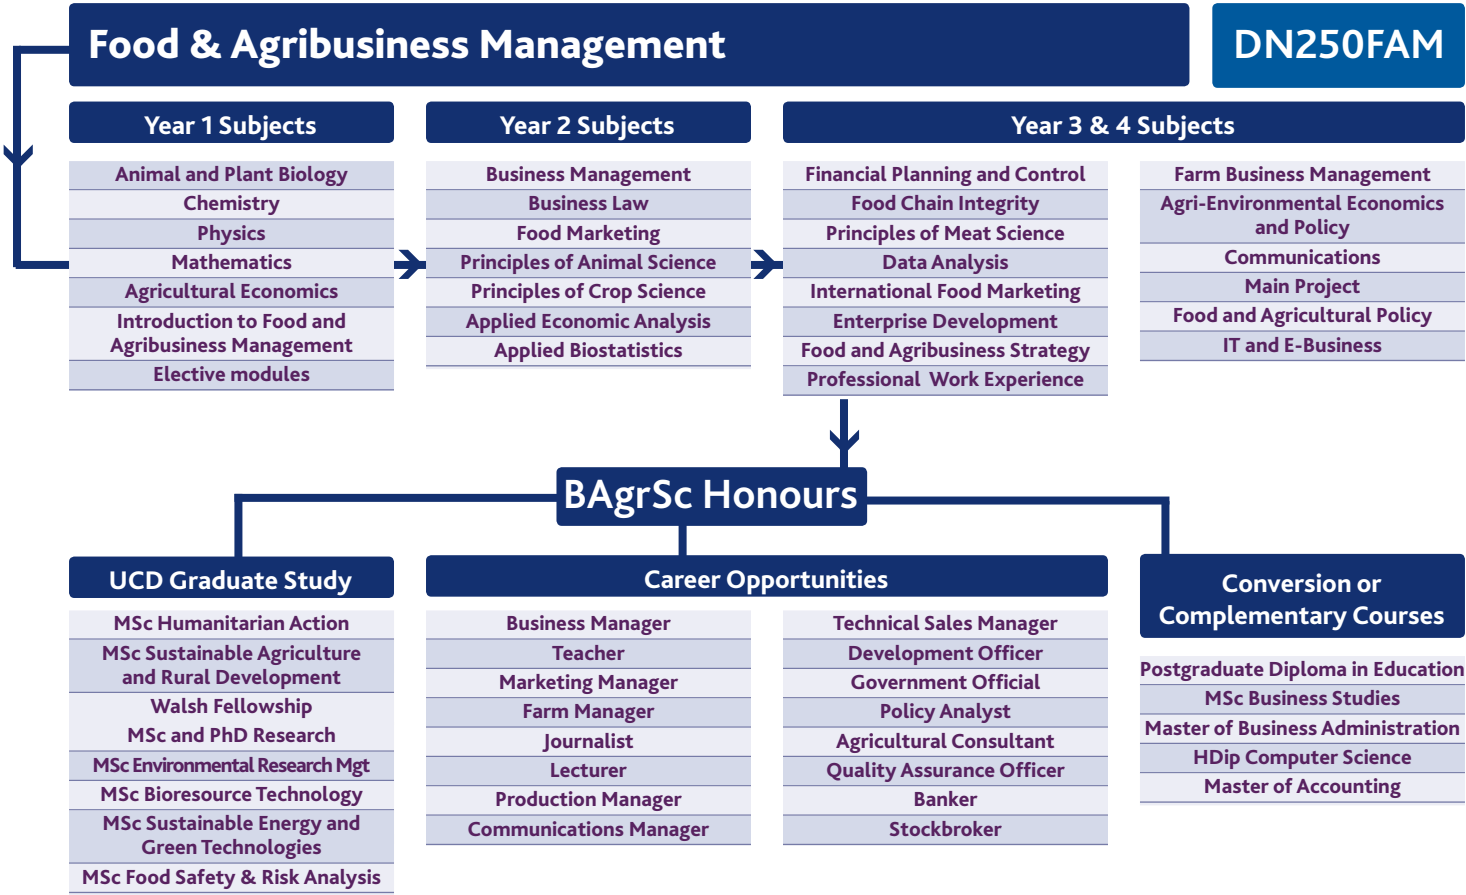 Food & Agribusiness Management
DN250FAM
Year 1 Subjects
Animal and Plant Biology
Chemistry
Physics
Mathematics
Agricultural Economics
Introduction to Food and
Agribusiness Management
Elective modules
Year 2 Subjects
Business Management
Business Law
Food Marketing
Principles of Animal Science
Principles of Crop Science
Applied Economic Analysis
Applied Biostatistics
Year 3 & 4 Subjects
Financial Planning and Control
Food Chain Integrity
Principles of Meat Science
Data Analysis
International Food Marketing
Enterprise Development
Food and Agribusiness Strategy
Professional Work Experience
Farm Business Management
Agri-Environmental Economics
and Policy
Communications
Main Project
Food and Agricultural Policy
IT and E-Business
BAgrSc Honours
UCD Graduate Study
MSc Humanitarian Action
MSc Sustainable Agriculture
and Rural Development
Walsh Fellowship
MSc and PhD Research
MSc Environmental Research Mgt
MSc Bioresource Technology
MSc Sustainable Energy and
Green Technologies
MSc Food Safety & Risk Analysis
Career Opportunities
Business Manager
Teacher
Marketing Manager
Farm Manager
Journalist
Lecturer
Production Manager
Communications Manager
Technical Sales Manager
Development Officer
Government Official
Policy Analyst
Agricultural Consultant
Quality Assurance Officer
Banker
Stockbroker
Conversion or
Complementary Courses
Postgraduate Diploma in Education
MSc Business Studies
Master of Business Administration
HDip Computer Science
Master of Accounting